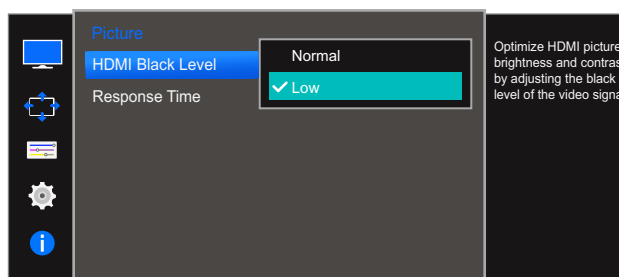 Picture
HDMI Black Level
Response Time
Normal
Low
Optimize HDMI picture
brightness and contras
by adjusting the black
level of the video signa